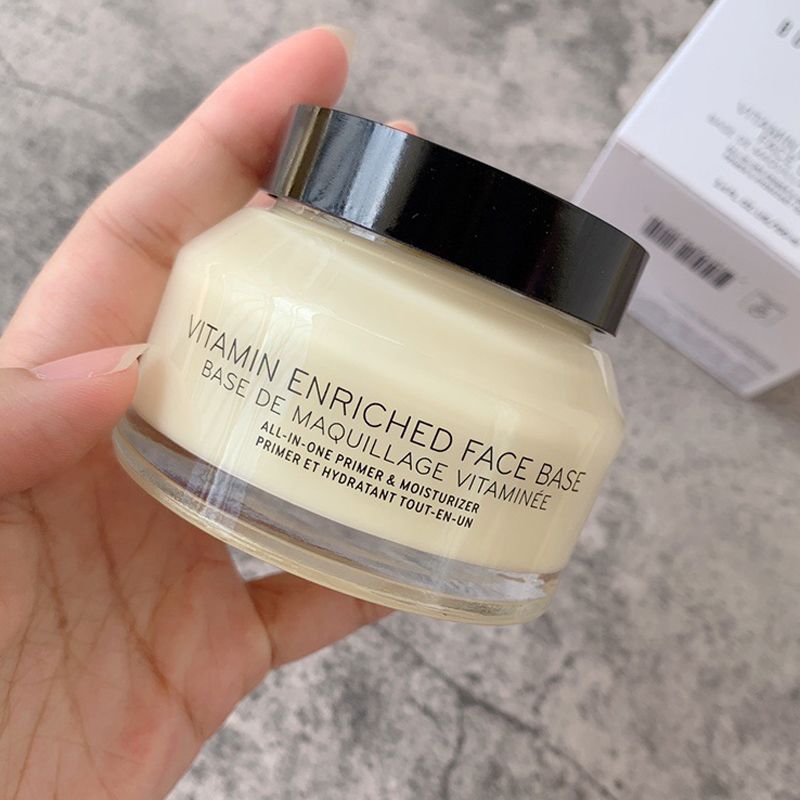 VITAMIN ENRICHED FACE BASE
BASE DE MAQUILLAGE VITAMINÉE
ALL-IN-ONE PRIMER & MOISTURIZER
PRIMER ET HYDRATANT TOUT-EN-UN
VITAMIN